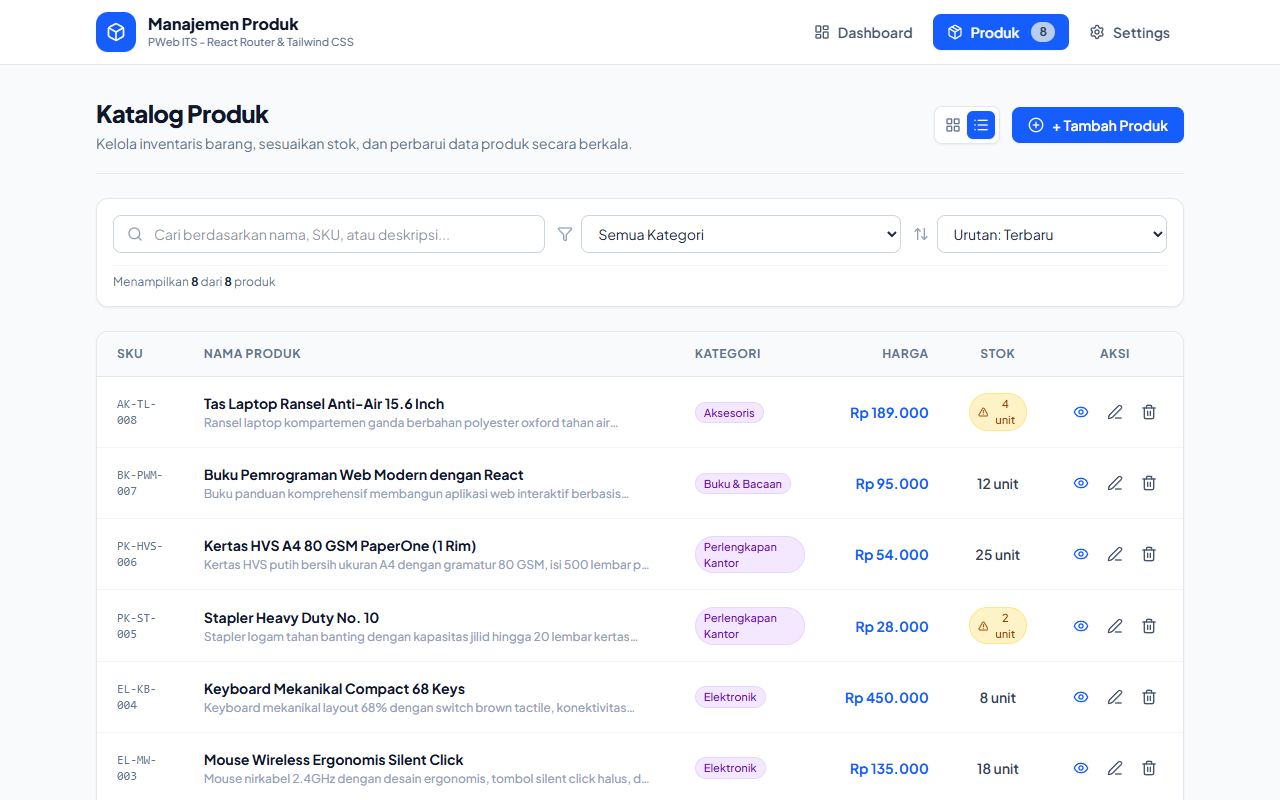 Manajemen Produk
PWeb ITS - React Router & Tailwind CSS
Dashboard
Produk 8
Settings
Katalog Produk
Kelola inventaris barang, sesuaikan stok, dan perbarui data produk secara berkala.
+ Tambah Produk
Cari berdasarkan nama, SKU, atau deskripsi...
Semua Kategori
Urutan: Terbaru
Menampilkan 8 dari 8 produk
SKU NAMA PRODUK KATEGORI HARGA STOK AKSI
AK-TL-
008
Tas Laptop Ransel Anti-Air 15.6 Inch
Ransel laptop kompartemen ganda berbahan polyester oxford tahan air...
Aksesoris
Rp 189.000
4
unit
BK-PWM-
007
Buku Pemrograman Web Modern dengan React
Buku panduan komprehensif membangun aplikasi web interaktif berbasis...
Buku & Bacaan
Rp 95.000
12 unit
PK-HVS-
006
Kertas HVS A4 80 GSM PaperOne (1 Rim)
Kertas HVS putih bersih ukuran A4 dengan gramatur 80 GSM, isi 500 lembar p...
Perlengkapan
Kantor
Rp 54.000
25 unit
PK-ST-
005
Stapler Heavy Duty No. 10
Stapler logam tahan banting dengan kapasitas jilid hingga 20 lembar kertas...
Perlengkapan
Kantor
Rp 28.000
2
unit
EL-KB-
004
Keyboard Mekanikal Compact 68 Keys
Keyboard mekanikal layout 68% dengan switch brown tactile, konektivitas...
Elektronik
Rp 450.000
8 unit
EL-MW-
003
Mouse Wireless Ergonomis Silent Click
Mouse nirkabel 2.4GHz dengan desain ergonomis, tombol silent click halus, d...
Elektronik
Rp 135.000
18 unit